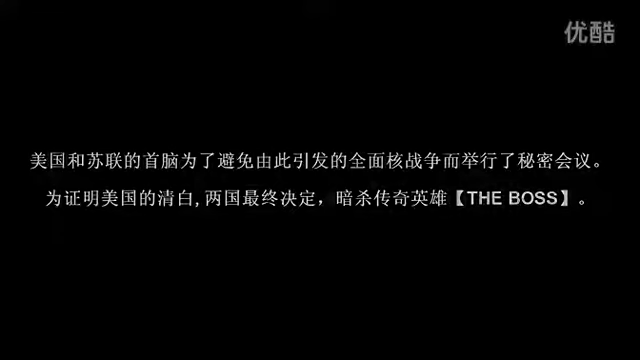 优酷
美国和苏联的首脑为了避免由此引发的全面核战争而举行了秘密会议。
为证明美国的清白,两国最终决定，暗杀传奇英雄【THE BOSS】。